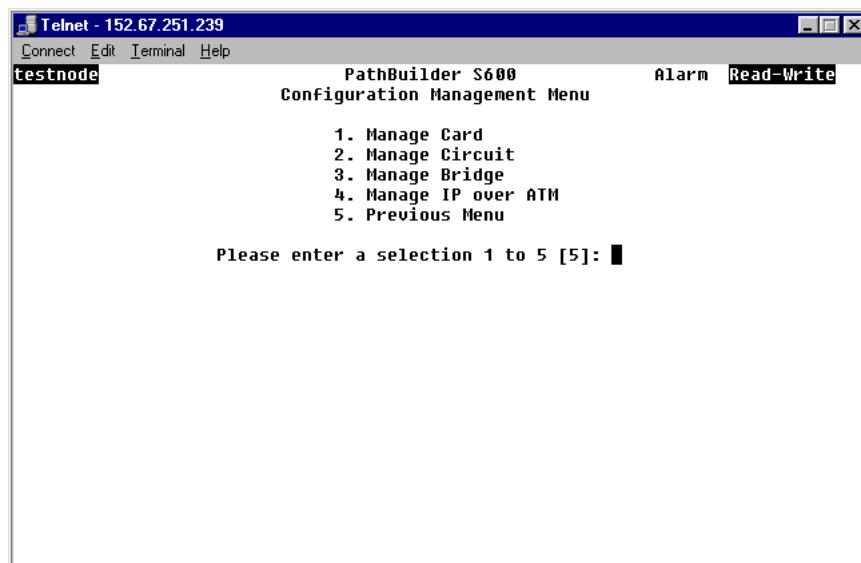 Telnet - 152.67.251.239
Connect Edit Terminal Help
testnode PathBuilder S600 Alarm Read-Write
Configuration Management Menu
1. Manage Card
2. Manage Circuit
3. Manage Bridge
4. Manage IP over ATM
5. Previous Menu
Please enter a selection 1 to 5 [5]: